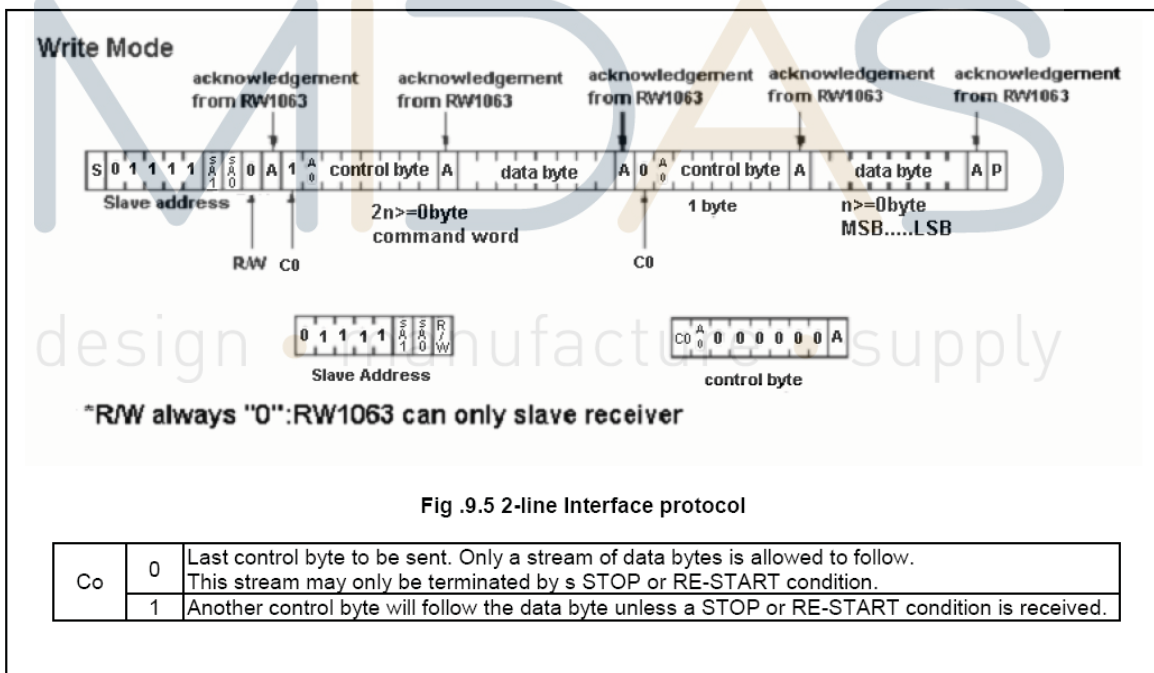 MIDAS
Write Mode
acknowledgement from RW1063
acknowledgement from RW1063
acknowledgement from RW1063
acknowledgement from RW1063
acknowledgement from RW1063
S 0 1 1 1 1 SA1 SA0 0 A 1 A0 control byte A data byte A 0 A0 control byte A data byte A P
Slave address
2n>=0byte
command word
1 byte
n>=0byte
MSB.....LSB
R/W C0
C0
0 1 1 1 1 SA1 SA0 R/W
C0 A0 0 0 0 0 0 0 A
Slave Address
control byte
design • manufacture • supply
*R/W always "0":RW1063 can only slave receiver
Fig .9.5 2-line Interface protocol
Co
0
Last control byte to be sent. Only a stream of data bytes is allowed to follow.
This stream may only be terminated by s STOP or RE-START condition.
1
Another control byte will follow the data byte unless a STOP or RE-START condition is received.